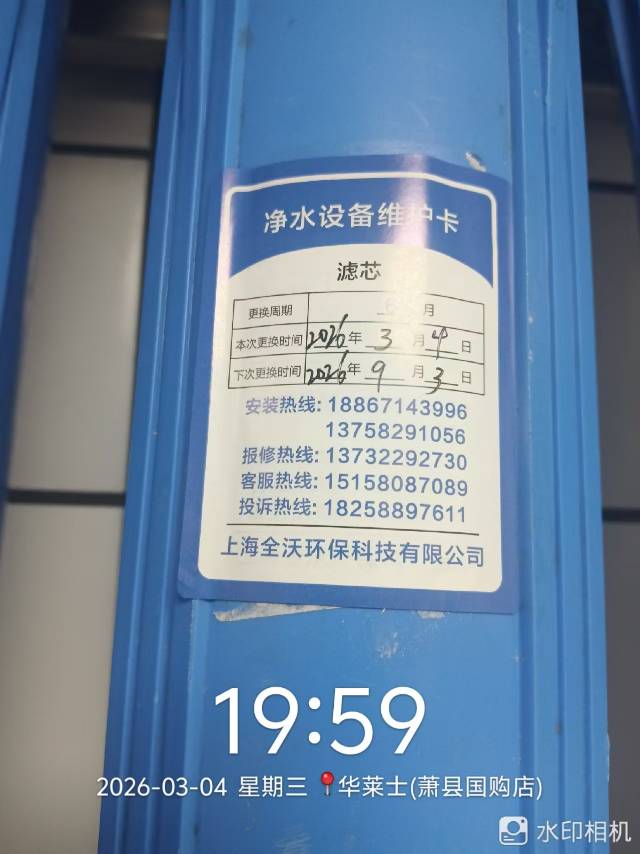 净水设备维护卡
滤芯
更换周期 6 月
本次更换时间 2026 年 3 月 4 日
下次更换时间 2026 年 9 月 3 日
安装热线: 18867143996
13758291056
报修热线: 13732292730
客服热线: 15158087089
投诉热线: 18258897611
上海全沃环保科技有限公司
19:59
2026-03-04 星期三 📍华莱士(萧县国购店)
水印相机